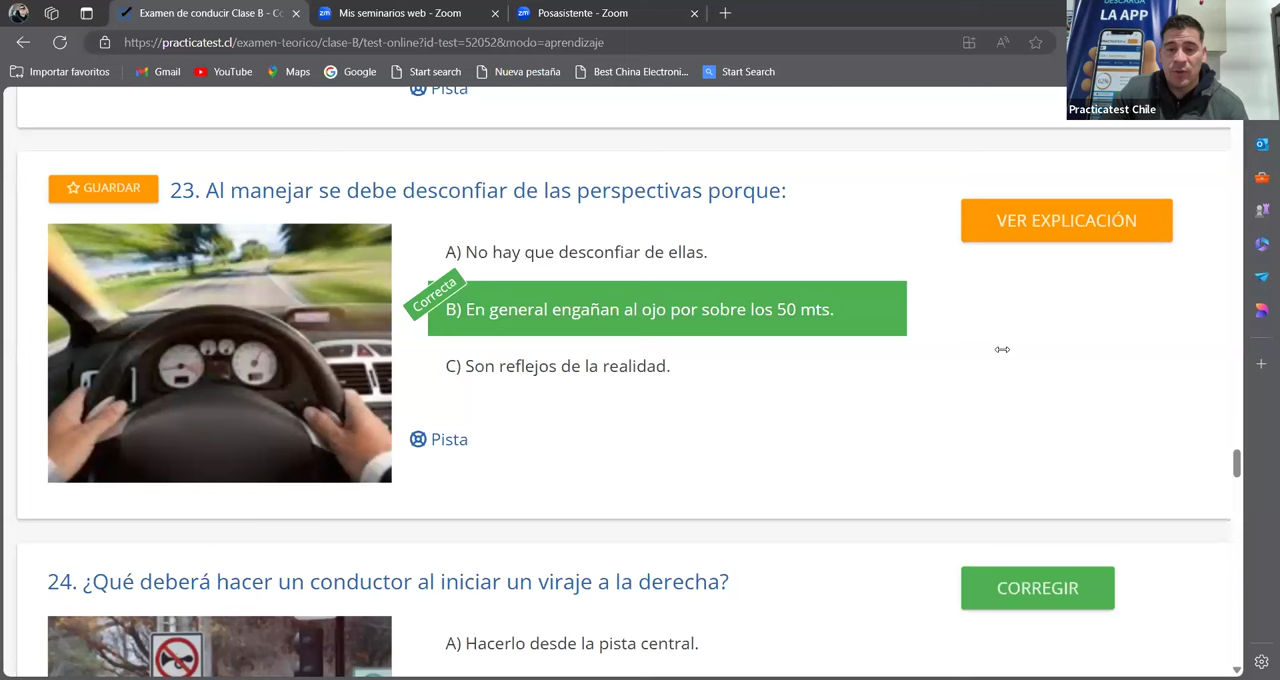 Examen de conducir Clase B - Co
Mis seminarios web - Zoom
Posasistente - Zoom
https://practicatest.cl/examen-teorico/clase-B/test-online?id-test=52052&modo=aprendizaje
Importar favoritos
Gmail
YouTube
Maps
Google
Start search
Nueva pestaña
Best China Electroni...
Start Search
DESCARGA
LA APP
Practicatest Chile
Pista
GUARDAR
23. Al manejar se debe desconfiar de las perspectivas porque:
VER EXPLICACIÓN
A) No hay que desconfiar de ellas.
Correcta
B) En general engañan al ojo por sobre los 50 mts.
C) Son reflejos de la realidad.
Pista
24. ¿Qué deberá hacer un conductor al iniciar un viraje a la derecha?
CORREGIR
A) Hacerlo desde la pista central.